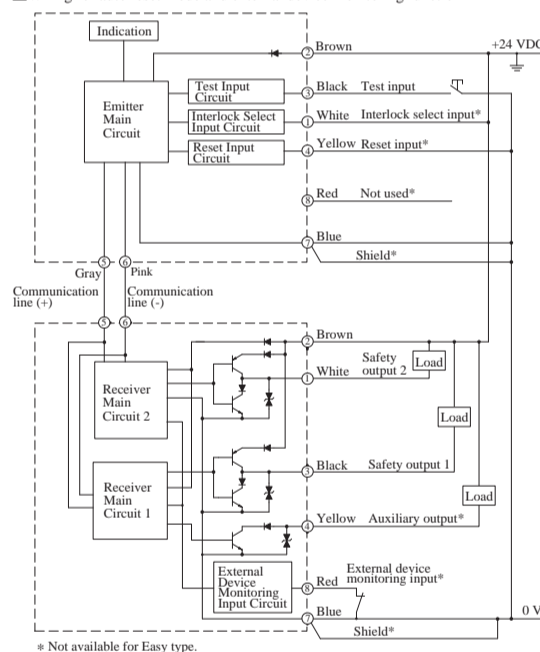 Indication
② Brown
+24 VDC
Emitter
Main
Circuit
Test Input
Circuit
③ Black Test input
Interlock Select
Input Circuit
① White Interlock select input*
Reset Input
Circuit
④ Yellow Reset input*
⑧ Red Not used*
⑦ Blue
Shield*
⑤ ⑥
Gray Pink
Communication
line (+)
Communication
line (-)
⑤ ⑥
② Brown
Receiver
Main
Circuit 2
① White Safety
output 2
Load
Load
Receiver
Main
Circuit 1
③ Black Safety output 1
Load
④ Yellow Auxiliary output*
External
Device
Monitoring
Input Circuit
⑧ Red External device
monitoring input*
⑦ Blue
0 V
Shield*
* Not available for Easy type.